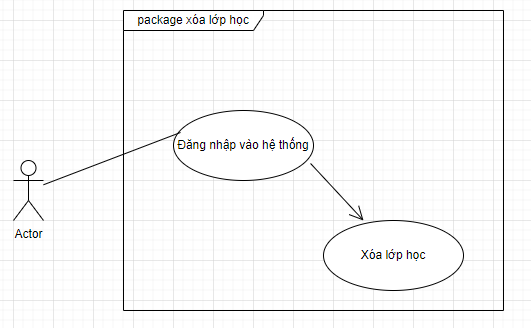 package xóa lớp học
Đăng nhập vào hệ thống
Actor
Xóa lớp học